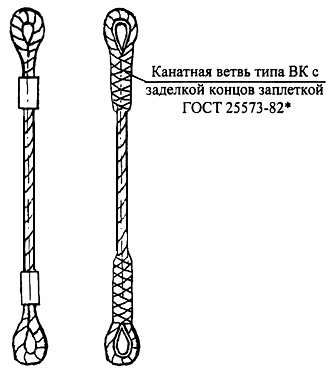 Канатная ветвь типа ВК с
заделкой концов заплеткой
ГОСТ 25573-82*